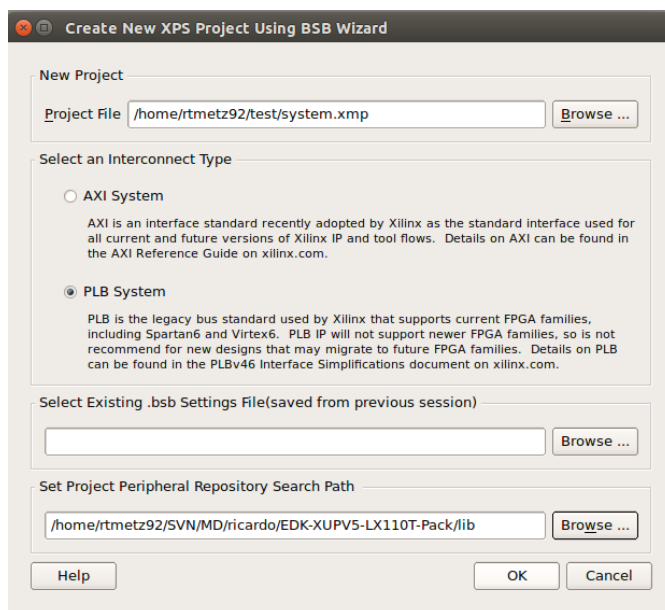 Create New XPS Project Using BSB Wizard
New Project
Project File /home/rtmetz92/test/system.xmp Browse ...
Select an Interconnect Type
AXI System
AXI is an interface standard recently adopted by Xilinx as the standard interface used for
all current and future versions of Xilinx IP and tool flows. Details on AXI can be found in
the AXI Reference Guide on xilinx.com.
PLB System
PLB is the legacy bus standard used by Xilinx that supports current FPGA families,
including Spartan6 and Virtex6. PLB IP will not support newer FPGA families, so is not
recommend for new designs that may migrate to future FPGA families. Details on PLB
can be found in the PLBv46 Interface Simplifications document on xilinx.com.
Select Existing .bsb Settings File(saved from previous session)
Browse ...
Set Project Peripheral Repository Search Path
/home/rtmetz92/SVN/MD/ricardo/EDK-XUPV5-LX110T-Pack/lib Browse ...
Help OK Cancel